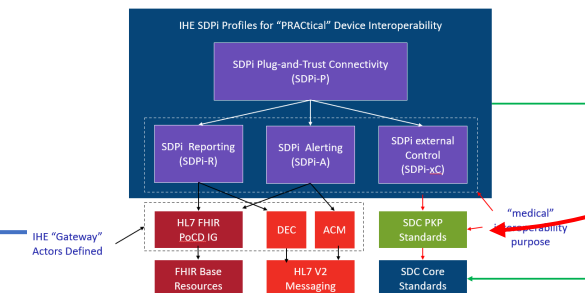 IHE SDPi Profiles for "PRACtical" Device Interoperability
SDPi Plug-and-Trust Connectivity
(SDPi-P)
SDPi Reporting
(SDPi-R)
SDPi Alerting
(SDPi-A)
SDPi external
Control
(SDPi-xC)
IHE "Gateway"
Actors Defined
HL7 FHIR
PoCD IG
DEC
ACM
SDC PKP
Standards
"medical"
purpose
FHIR Base
Resources
HL7 V2
Messaging
SDC Core
Standards